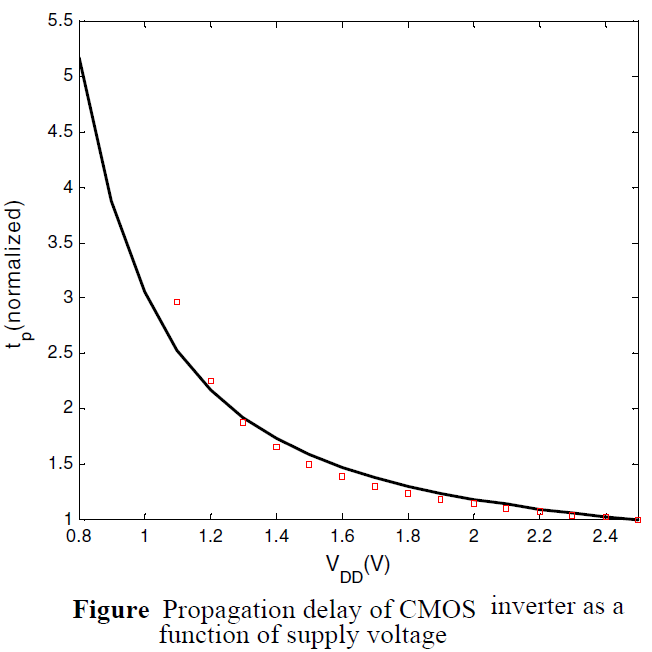 5.5
5
4.5
4
3.5
3
2.5
2
1.5
1
0.8 1 1.2 1.4 1.6 1.8 2 2.2 2.4
tp(normalized)
VDD(V)
Figure Propagation delay of CMOS inverter as a
function of supply voltage